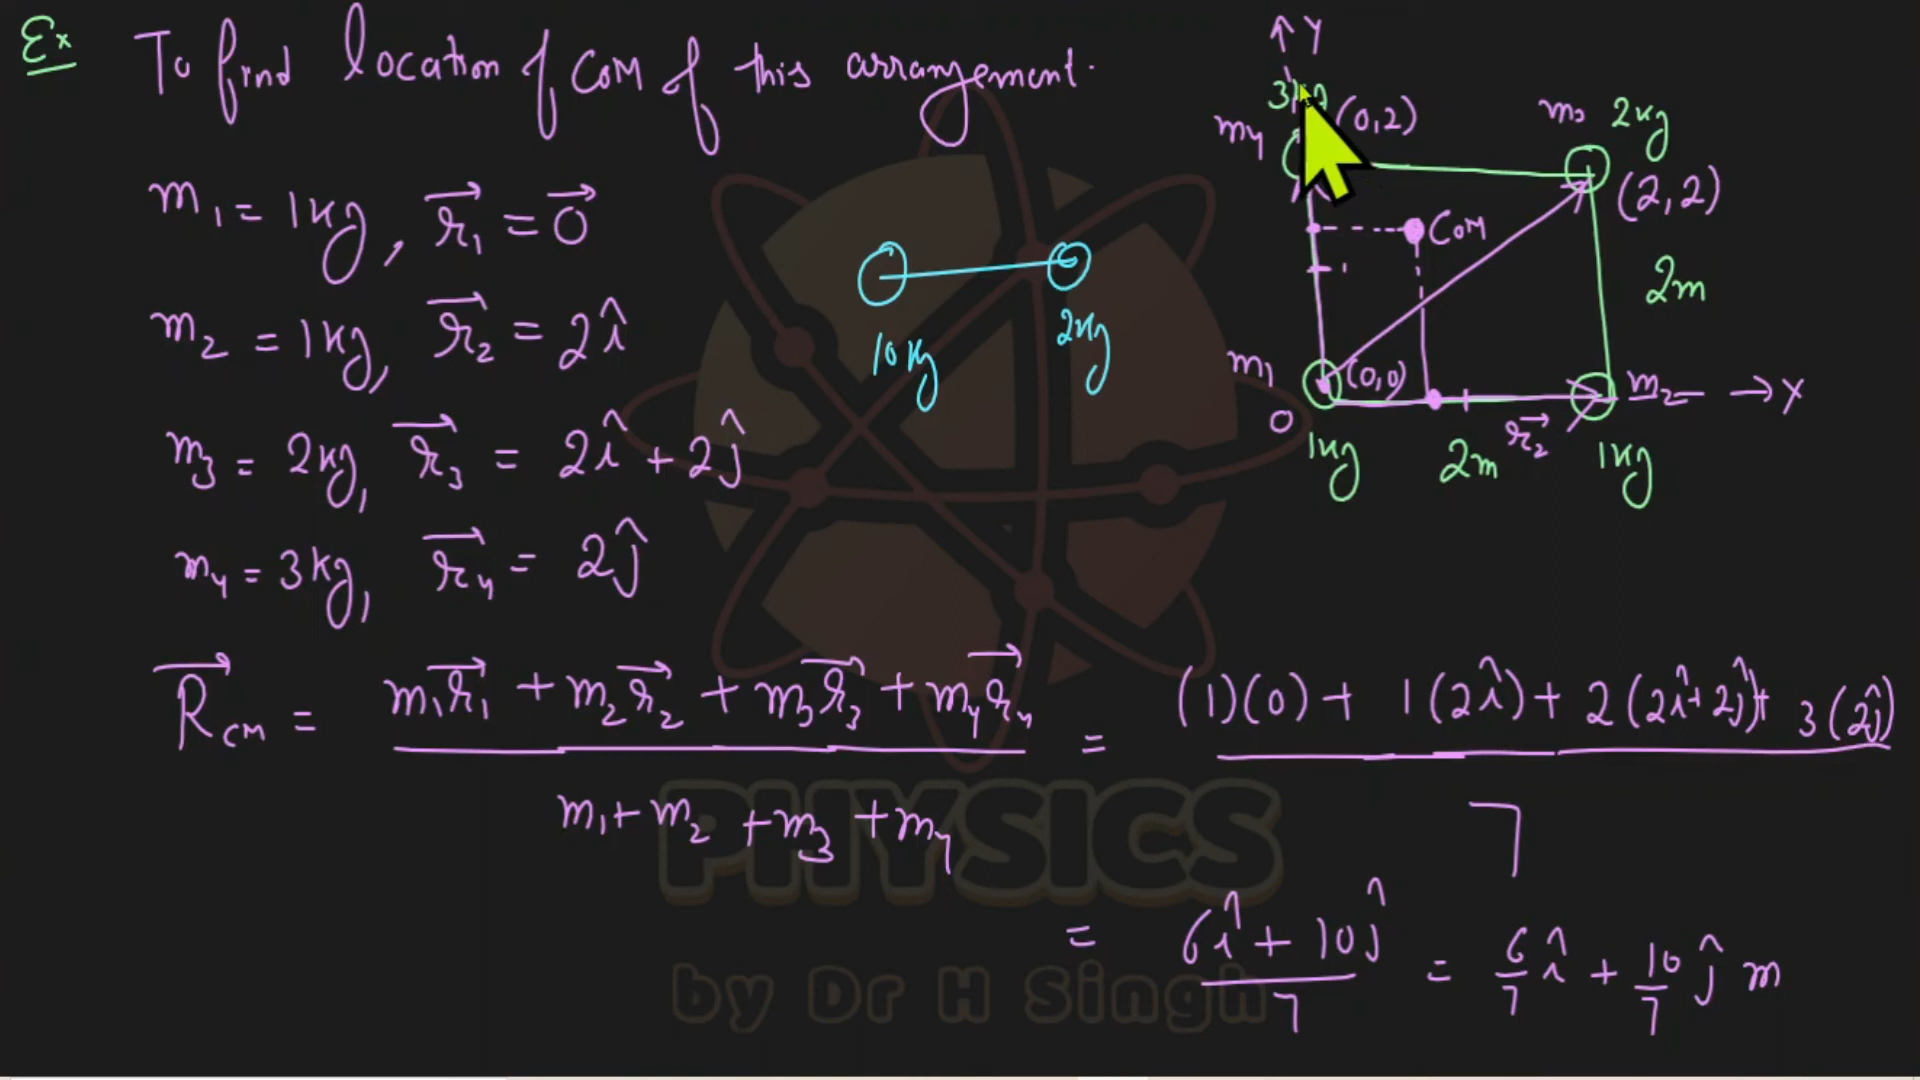 Ex To find location of COM of this arrangement.
m₁ = 1kg, r⃗₁ = 0⃗
m₂ = 1kg, r⃗₂ = 2î
m₃ = 2kg, r⃗₃ = 2î + 2ĵ
m₄ = 3kg, r⃗₄ = 2ĵ
10kg 2kg
Y
(0,2) m₃ 2kg
m₄ (2,2)
COM
1 2m
m₁ (0,0) m₂ → X
0 r⃗₂
1kg 2m 1kg
R⃗cm = m₁r⃗₁ + m₂r⃗₂ + m₃r⃗₃ + m₄r⃗₄ = (1)(0) + 1(2î) + 2(2î+2ĵ) + 3(2ĵ)
m₁ + m₂ + m₃ + m₄ 7
= 6î + 10ĵ / 7 = 6/7 î + 10/7 ĵ m
PHYSICS
by Dr H Singh